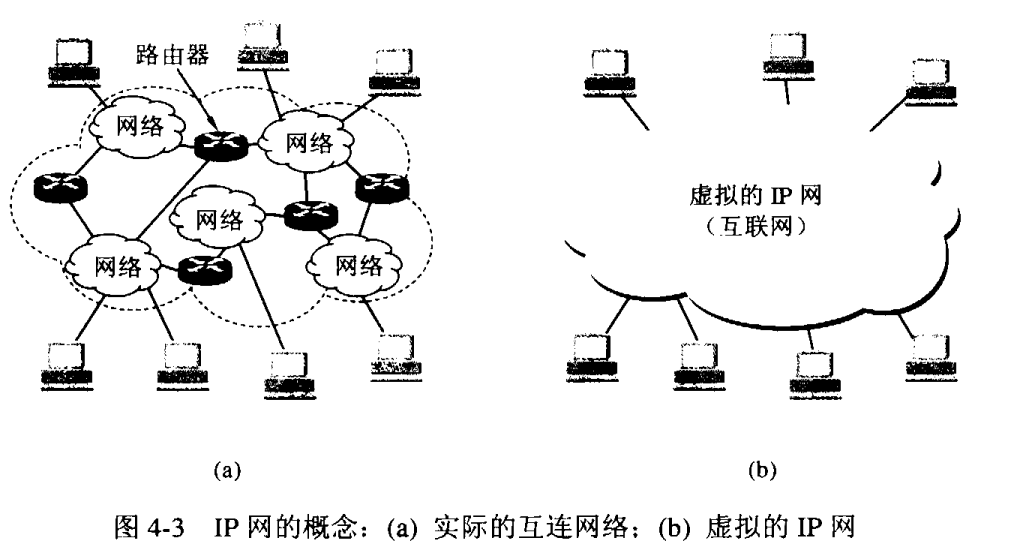 路由器
网络
网络
网络
网络
网络
虚拟的 IP 网
（互联网）
(a)
(b)
图 4-3 IP 网的概念：(a) 实际的互连网络；(b) 虚拟的 IP 网